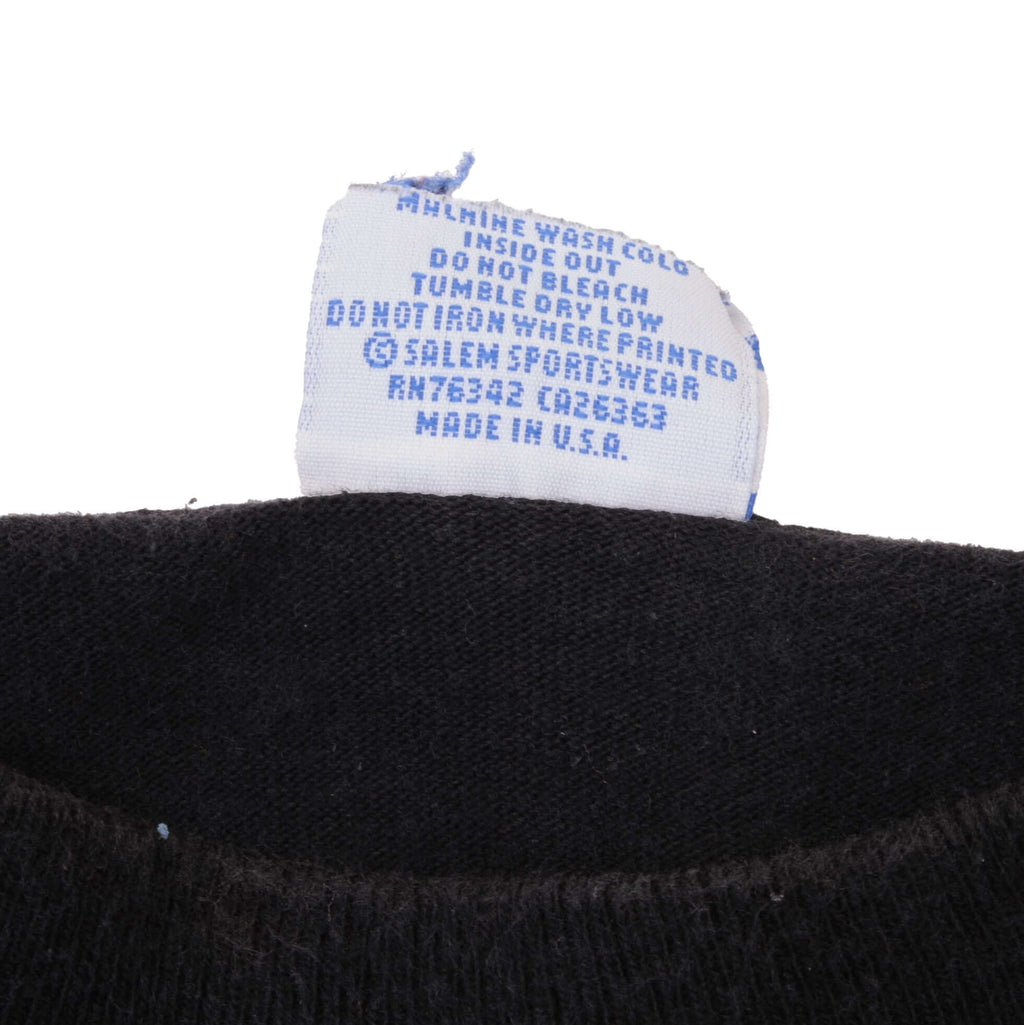 MACHINE WASH COLD
INSIDE OUT
DO NOT BLEACH
TUMBLE DRY LOW
DO NOT IRON WHERE PRINTED
© SALEM SPORTSWEAR
RN76342 CA26363
MADE IN U.S.A.